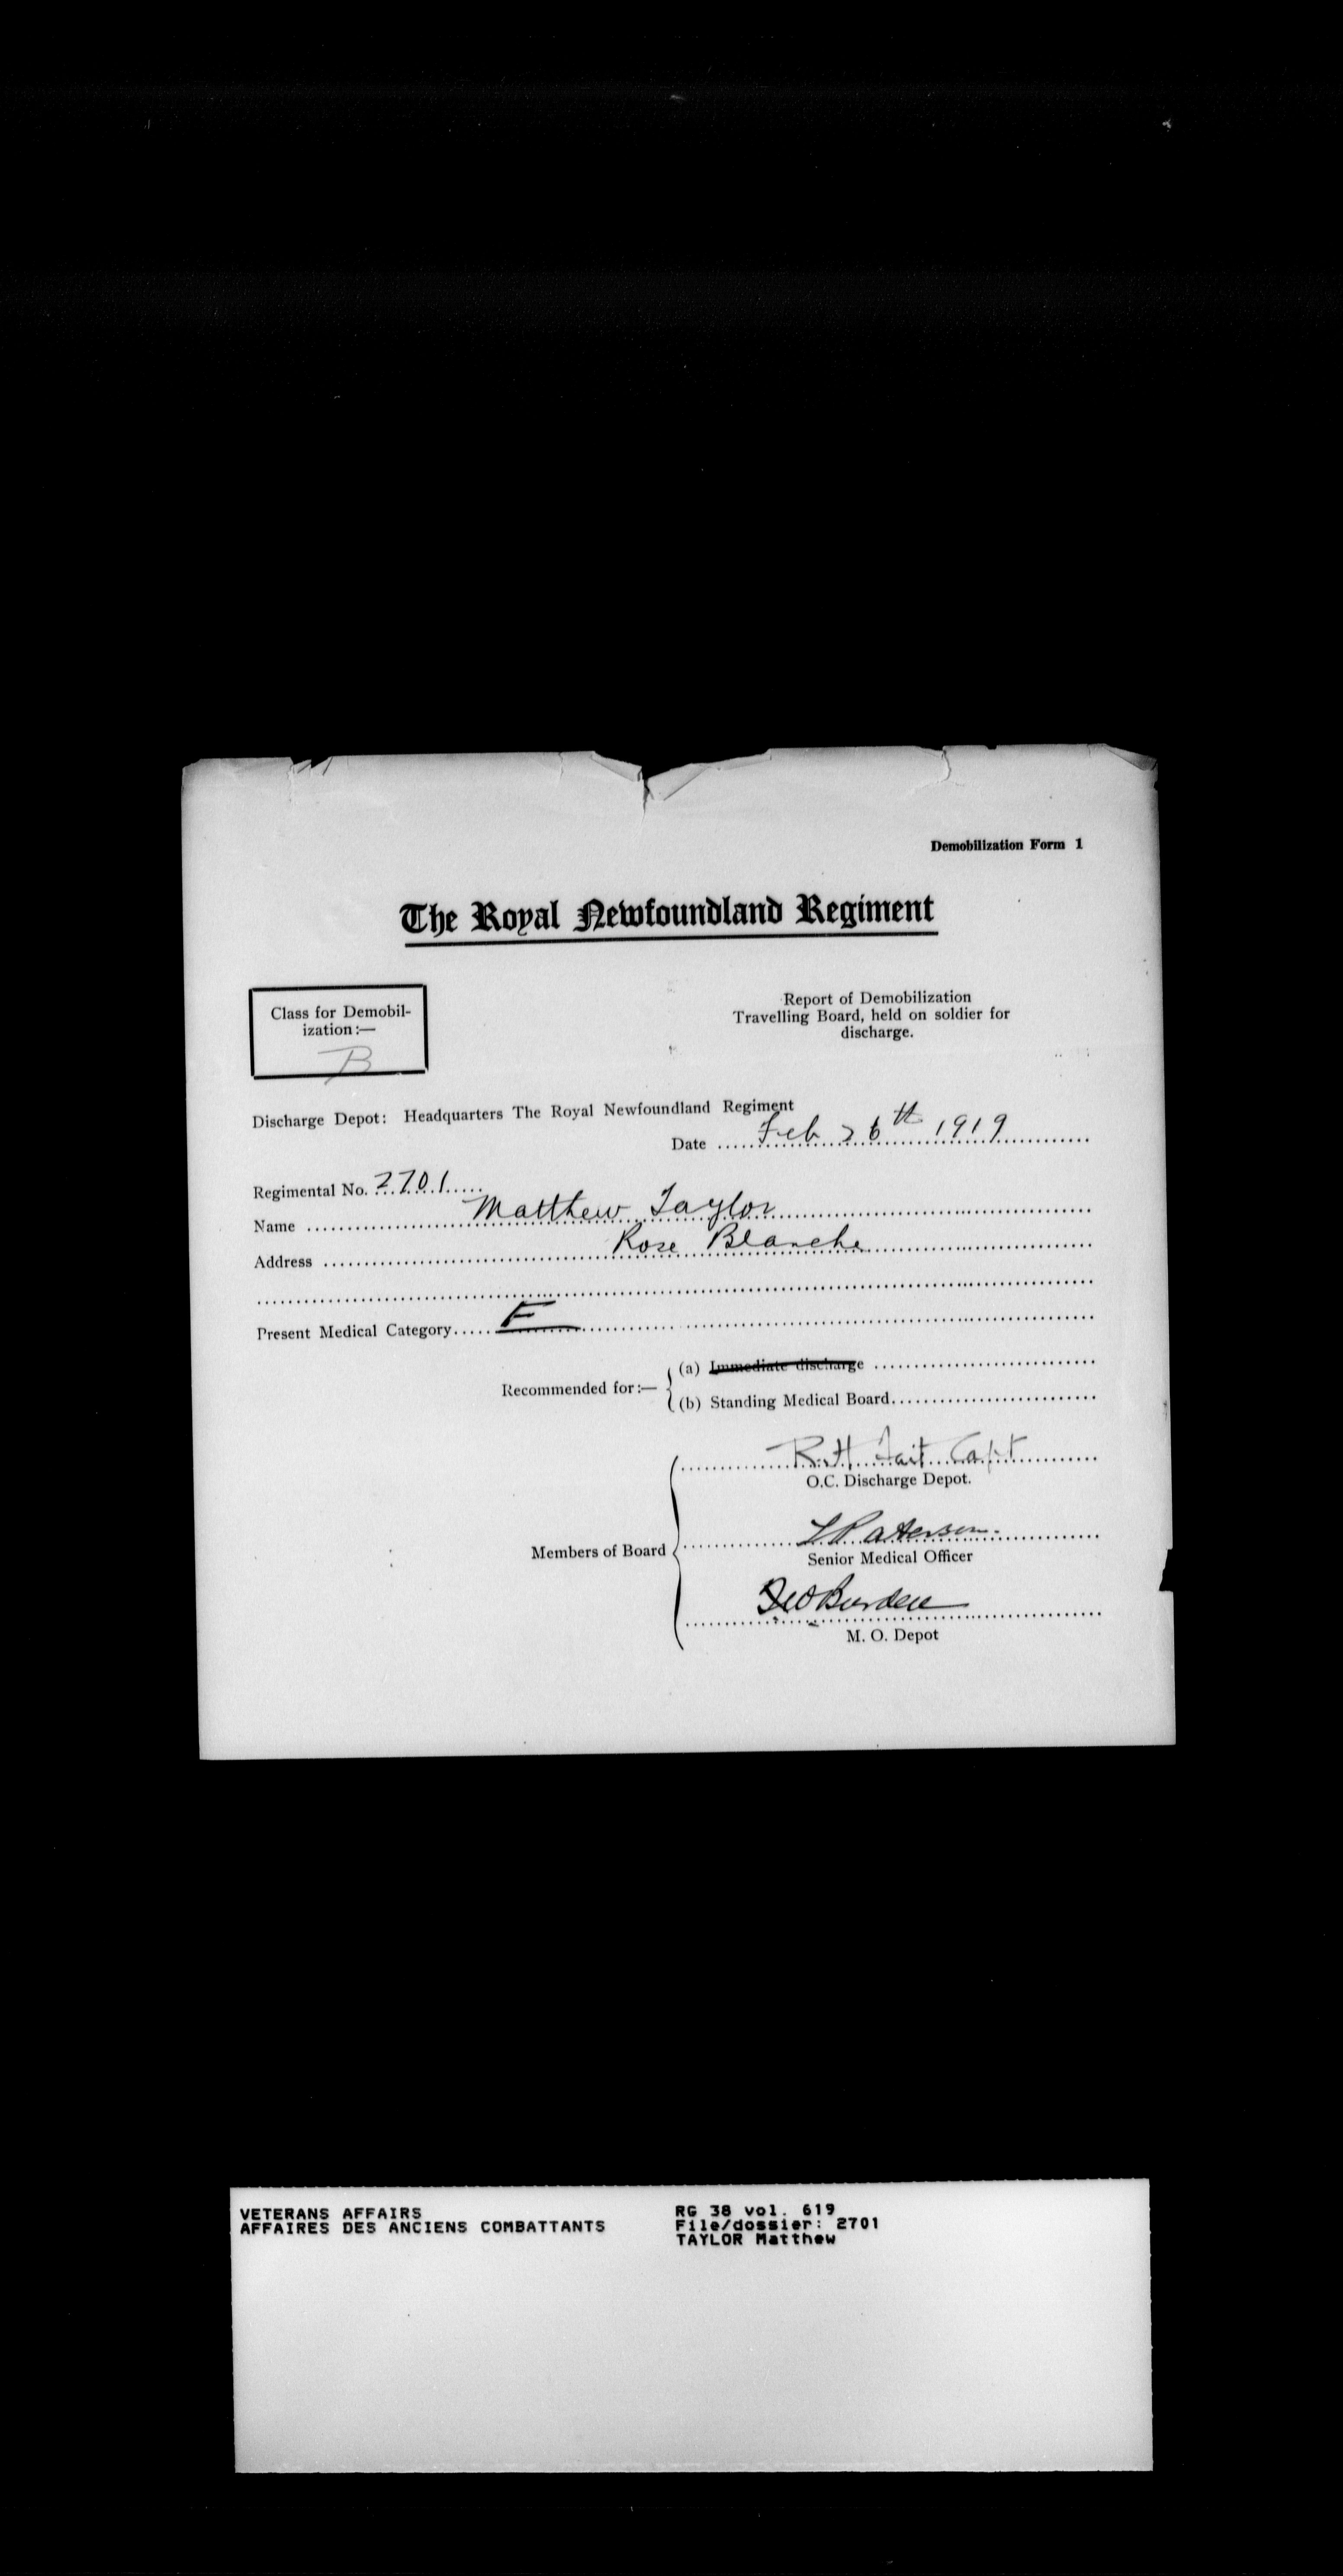 Demobilization Form 1
The Royal Newfoundland Regiment
Class for Demobil-
ization:—
B
Report of Demobilization
Travelling Board, held on soldier for
discharge.
Discharge Depot: Headquarters The Royal Newfoundland Regiment
Date Feb 26th 1919
Regimental No. 2701
Name Matthew Taylor
Address Rose Blanche
Present Medical Category F
Recommended for:—
(a) Immediate discharge
(b) Standing Medical Board
R.H. Tait Capt
O.C. Discharge Depot.
Members of Board
L Paterson
Senior Medical Officer
Burden
M. O. Depot
VETERANS AFFAIRS
AFFAIRES DES ANCIENS COMBATTANTS
RG 38 vol. 619
File/dossier: 2701
TAYLOR Matthew